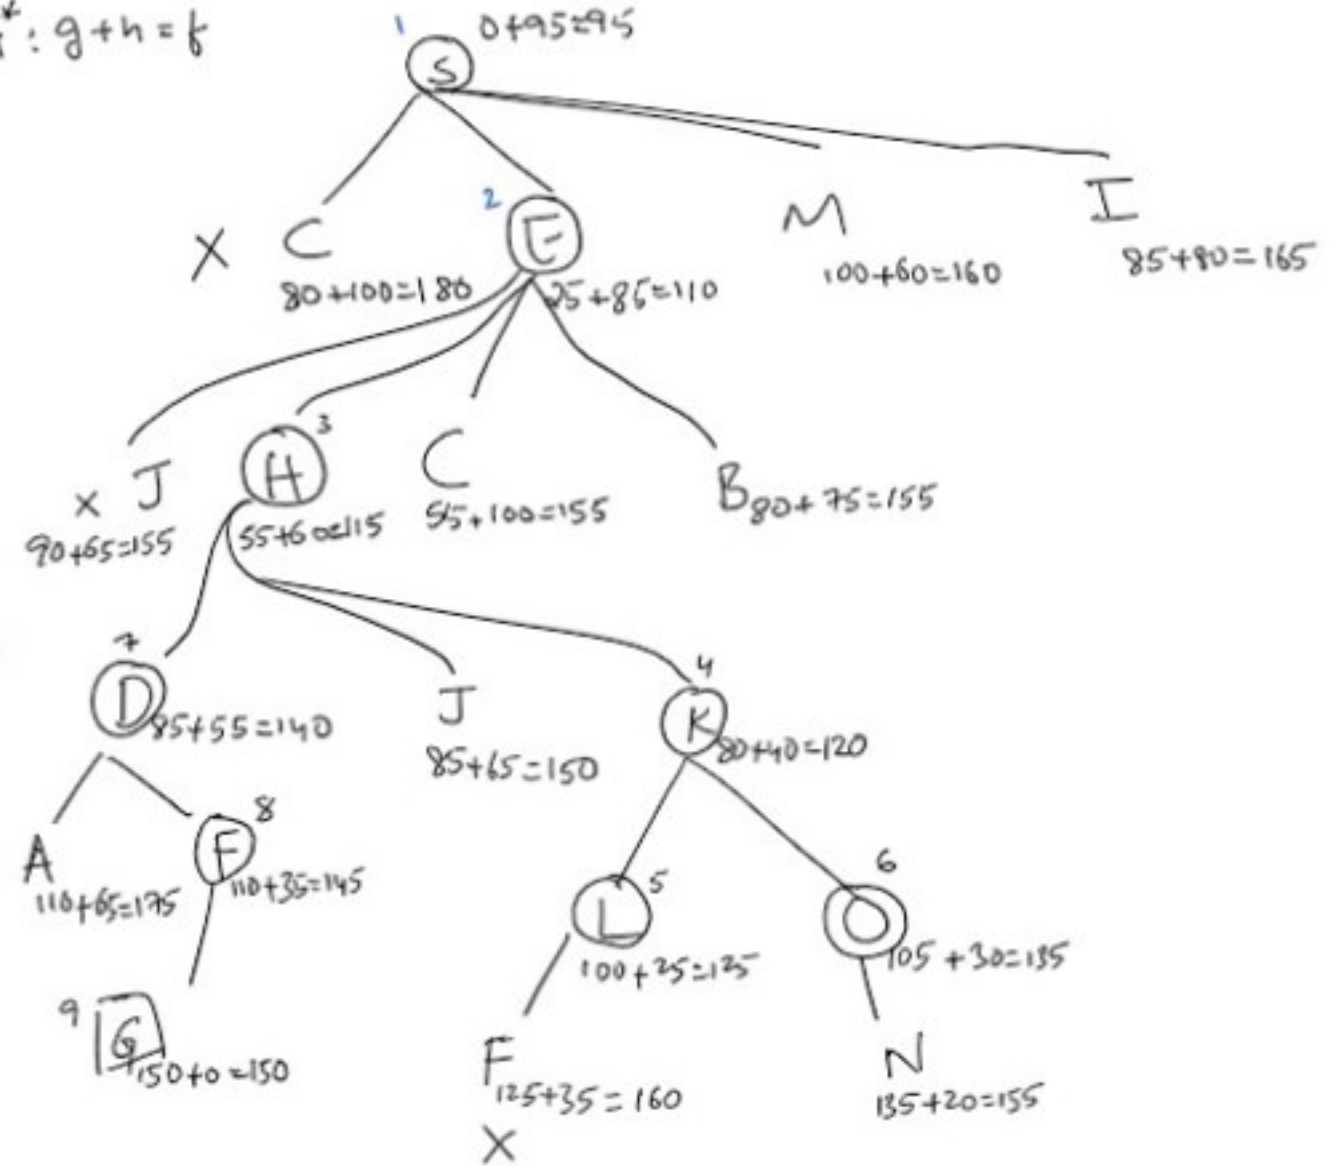 *: g+h=f
1
S 0+95=95
X C 80+100=180
2
E 25+85=110
M 100+60=160
I 85+80=165
X J 90+65=155
3
H 55+60=115
C 55+100=155
B 80+75=155
7
D 85+55=140
J 85+65=150
4
K 80+40=120
A 110+65=175
8
F 110+35=145
5
L 100+25=125
6
O 105+30=135
9
G 150+0=150
F 125+35=160
X
N 135+20=155